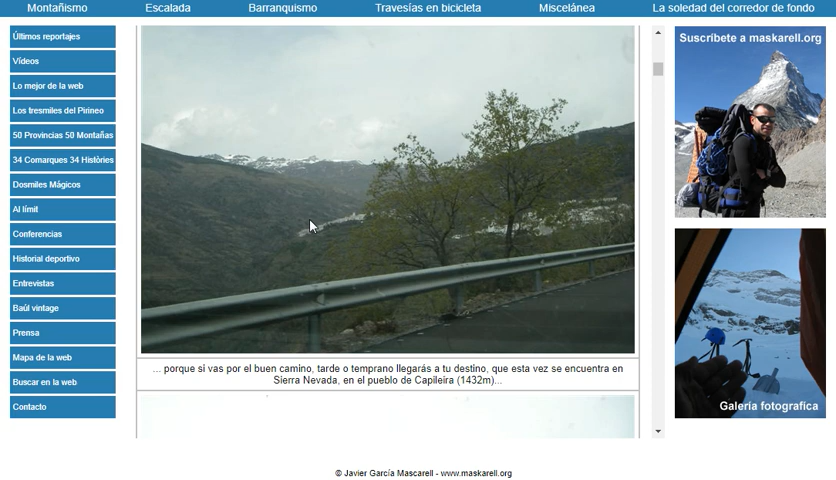 Montañismo
Escalada
Barranquismo
Travesías en bicicleta
Miscelánea
La soledad del corredor de fondo
Últimos reportajes
Vídeos
Lo mejor de la web
Los tresmiles del Pirineo
50 Provincias 50 Montañas
34 Comarques 34 Històries
Dosmiles Mágicos
Al límit
Conferencias
Historial deportivo
Entrevistas
Baúl vintage
Prensa
Mapa de la web
Buscar en la web
Contacto
... porque si vas por el buen camino, tarde o temprano llegarás a tu destino, que esta vez se encuentra en
Sierra Nevada, en el pueblo de Capileira (1432m)...
Suscríbete a maskarell.org
Galería fotografica
© Javier García Mascarell - www.maskarell.org